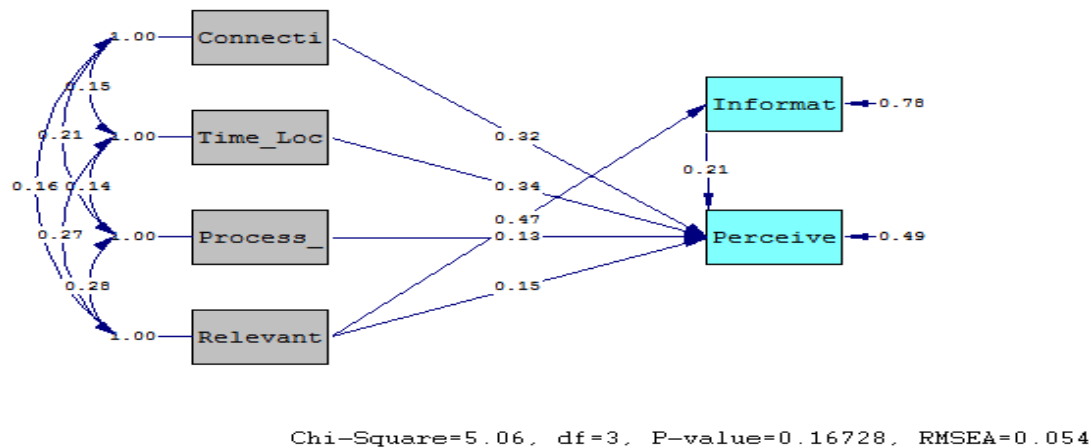 1.00
Connecti
0.15
Informat
0.78
0.21
1.00
Time_Loc
0.32
0.21
0.16
0.14
0.34
0.47
0.27
1.00
Process_
0.13
Perceive
0.49
0.28
0.15
1.00
Relevant
Chi-Square=5.06, df=3, P-value=0.16728, RMSEA=0.054